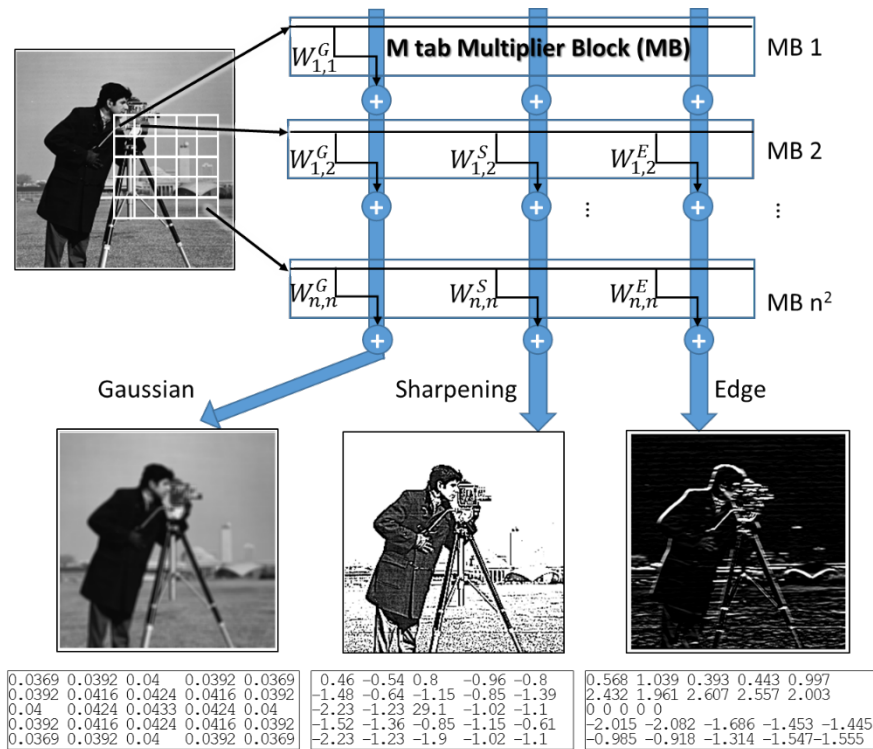 M tab Multiplier Block (MB)
MB 1
W_{1,1}^{G}
+ + +
MB 2
W_{1,2}^{G} W_{1,2}^{S} W_{1,2}^{E}
+ + +
⋮ ⋮
W_{n,n}^{G} W_{n,n}^{S} W_{n,n}^{E}
MB n²
+ + +
Gaussian Sharpening Edge
0.0369 0.0392 0.04 0.0392 0.0369
0.0392 0.0416 0.0424 0.0416 0.0392
0.04 0.0424 0.0433 0.0424 0.04
0.0392 0.0416 0.0424 0.0416 0.0392
0.0369 0.0392 0.04 0.0392 0.0369
0.46 −0.54 0.8 −0.96 −0.8
−1.48 −0.64 −1.15 −0.85 −1.39
−2.23 −1.23 29.1 −1.02 −1.1
−1.52 −1.36 −0.85 −1.15 −0.61
−2.23 −1.23 −1.9 −1.02 −1.1
0.568 1.039 0.393 0.443 0.997
2.432 1.961 2.607 2.557 2.003
0 0 0 0 0
−2.015 −2.082 −1.686 −1.453 −1.445
−0.985 −0.918 −1.314 −1.547−1.555